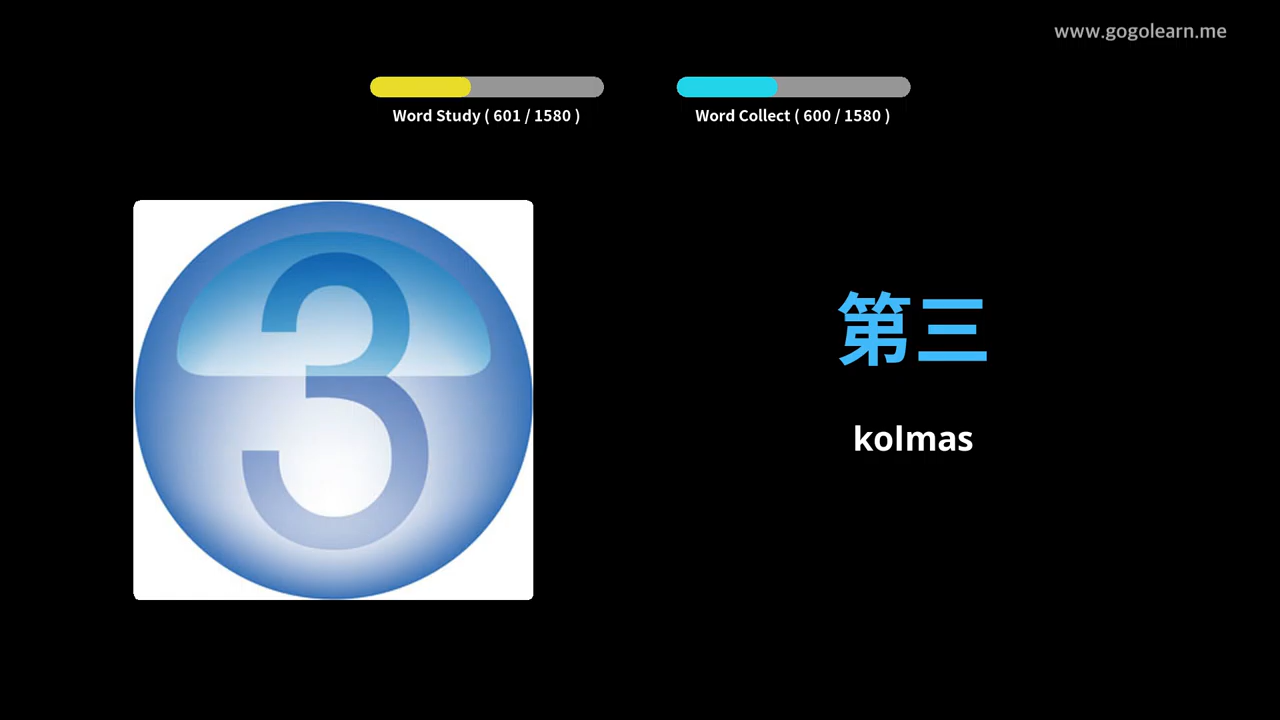 www.gogolearn.me
Word Study ( 601 / 1580 )
Word Collect ( 600 / 1580 )
3
第三
kolmas